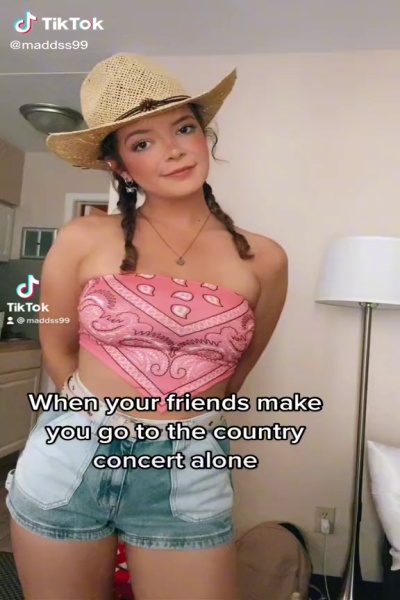 TikTok
@maddss99
TikTok
@ maddss99
When your friends make
you go to the country
concert alone